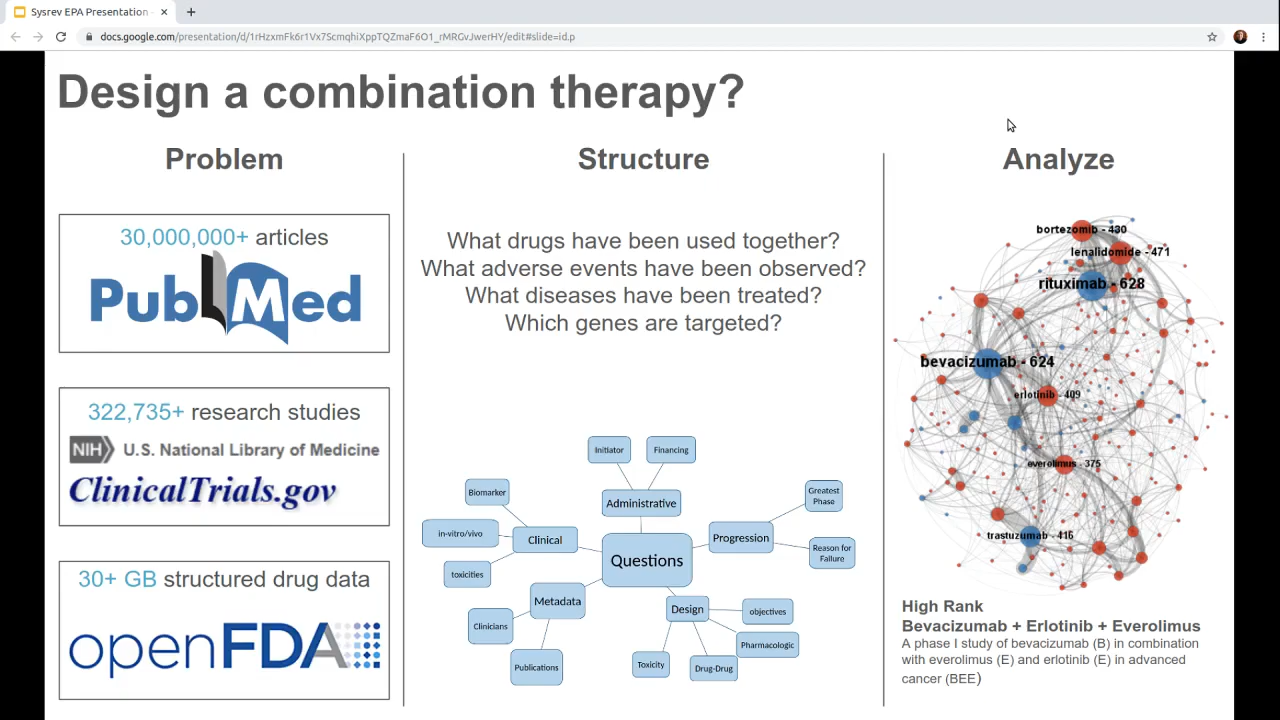 Sysrev EPA Presentation
docs.google.com/presentation/d/1rHzxmFk6r1Vx7ScmqhiXppTQZmaF6O1_rMRGvJwerHY/edit#slide=id.p
Design a combination therapy?
Problem
30,000,000+ articles
PubMed
322,735+ research studies
NIH U.S. National Library of Medicine
ClinicalTrials.gov
30+ GB structured drug data
openFDA
Structure
What drugs have been used together?
What adverse events have been observed?
What diseases have been treated?
Which genes are targeted?
Initiator
Financing
Biomarker
Administrative
Greatest
Phase
in-vitro/vivo
Clinical
Progression
Reason for
Failure
Questions
toxicities
Metadata
Design
objectives
Clinicians
Pharmacologic
Publications
Toxicity
Drug-Drug
Analyze
bortezomib - 430
lenalidomide - 471
rituximab - 628
bevacizumab - 624
erlotinib - 409
everolimus - 375
trastuzumab - 416
High Rank
Bevacizumab + Erlotinib + Everolimus
A phase I study of bevacizumab (B) in combination
with everolimus (E) and erlotinib (E) in advanced
cancer (BEE)